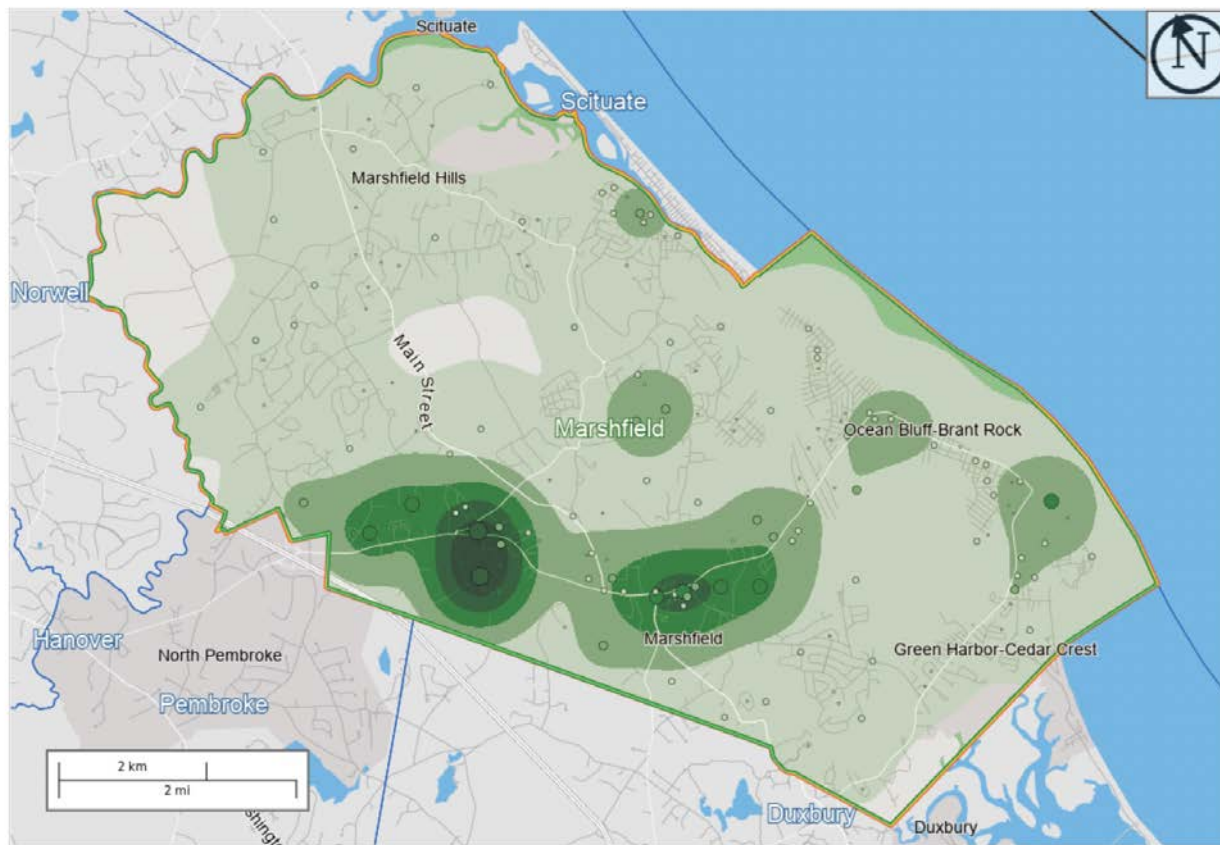 Scituate
N
Scituate
Marshfield Hills
Norwell
Main Street
Marshfield
Ocean Bluff-Brant Rock
Marshfield
Hanover
North Pembroke
Green Harbor-Cedar Crest
Pembroke
2 km
2 mi
Duxbury
Duxbury